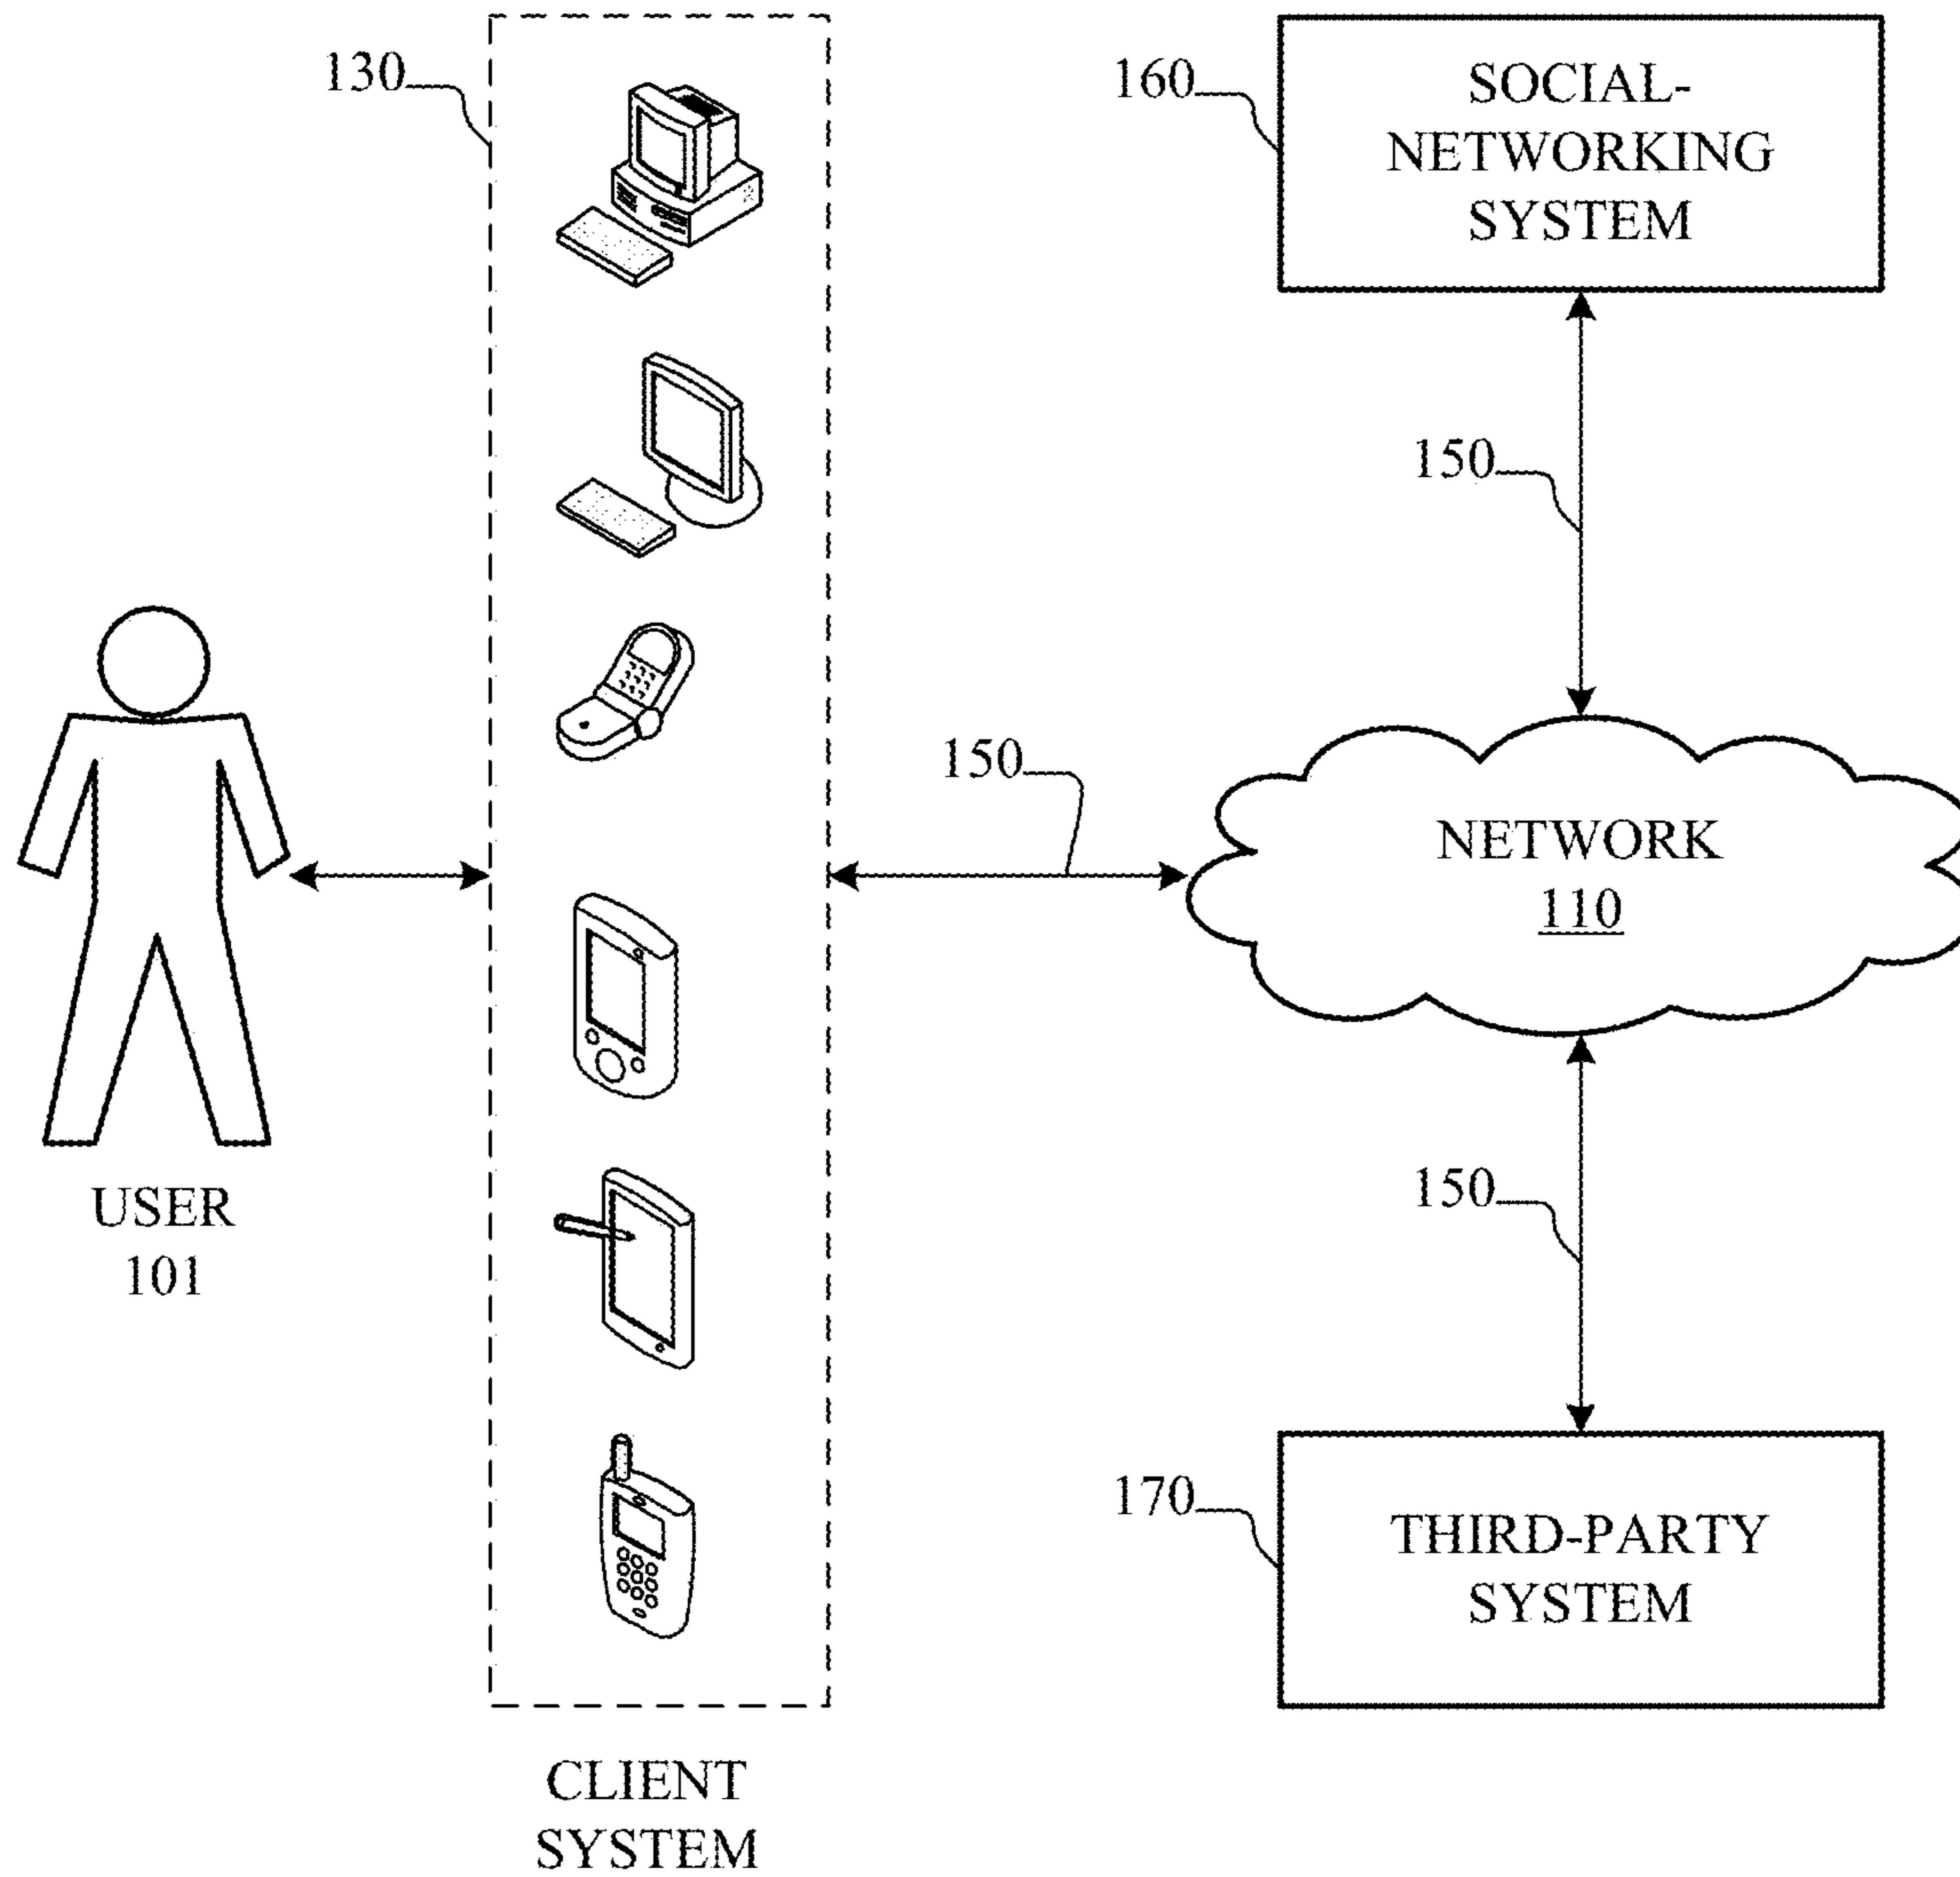 130
160
SOCIAL-
NETWORKING
SYSTEM
150
150
NETWORK
110
USER
101
150
170
THIRD-PARTY
SYSTEM
CLIENT
SYSTEM